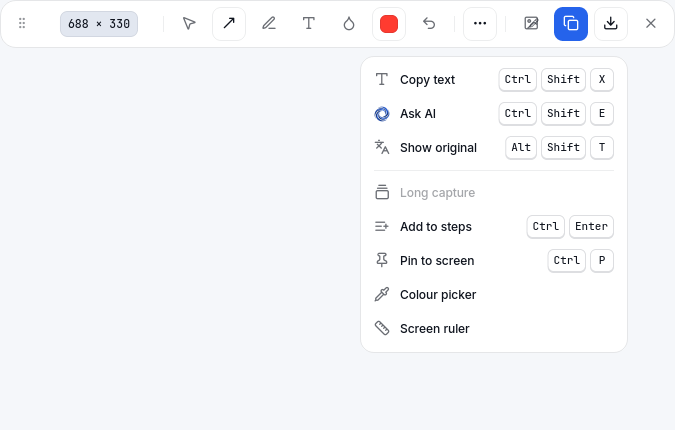 688 × 330
Copy text Ctrl Shift X
Ask AI Ctrl Shift E
Show original Alt Shift T
Long capture
Add to steps Ctrl Enter
Pin to screen Ctrl P
Colour picker
Screen ruler